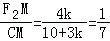 F₂M/CM = 4k/(10+3k) = 1/7